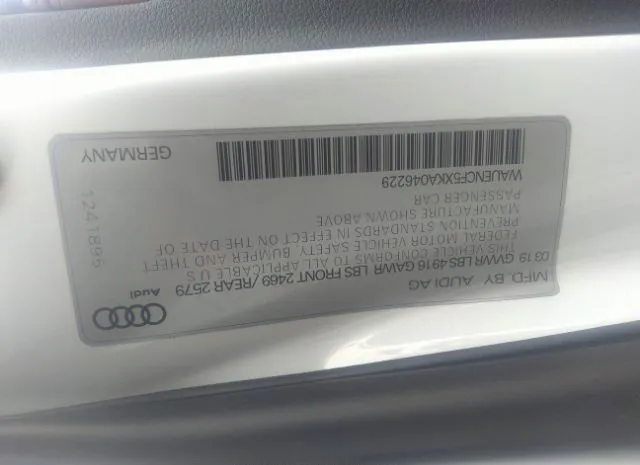 MFD. BY AUDI AG
Audi
03 19 GVWR LBS 4916 GAWR LBS FRONT 2469 /REAR 2579
THIS VEHICLE CONFORMS TO ALL APPLICABLE U S
FEDERAL MOTOR VEHICLE SAFETY, BUMPER, AND THEFT
PREVENTION STANDARDS IN EFFECT ON THE DATE OF
MANUFACTURE SHOWN ABOVE
PASSENGER CAR
WAUENCF5XKA046229
1241895
GERMANY